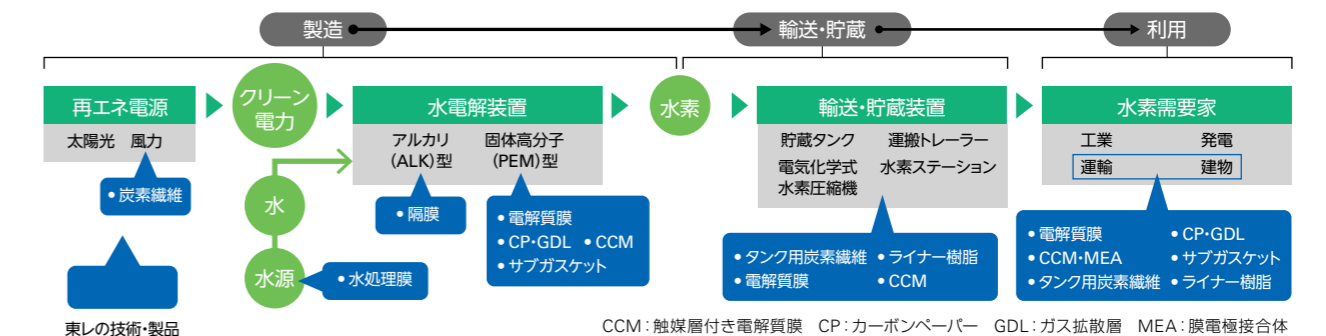 製造
輸送・貯蔵
利用
再エネ電源
太陽光 風力
・炭素繊維
クリーン
電力
水
水源
・水処理膜
水電解装置
アルカリ
(ALK)型
・隔膜
固体高分子
(PEM)型
・電解質膜
・CP・GDL ・CCM
・サブガスケット
水素
輸送・貯蔵装置
貯蔵タンク 運搬トレーラー
電気化学式 水素ステーション
水素圧縮機
・タンク用炭素繊維 ・ライナー樹脂
・電解質膜 ・CCM
水素需要家
工業 発電
運輸 建物
・電解質膜 ・CP・GDL
・CCM・MEA ・サブガスケット
・タンク用炭素繊維 ・ライナー樹脂
東レの技術・製品
CCM：触媒層付き電解質膜 CP：カーボンペーパー GDL：ガス拡散層 MEA：膜電極接合体